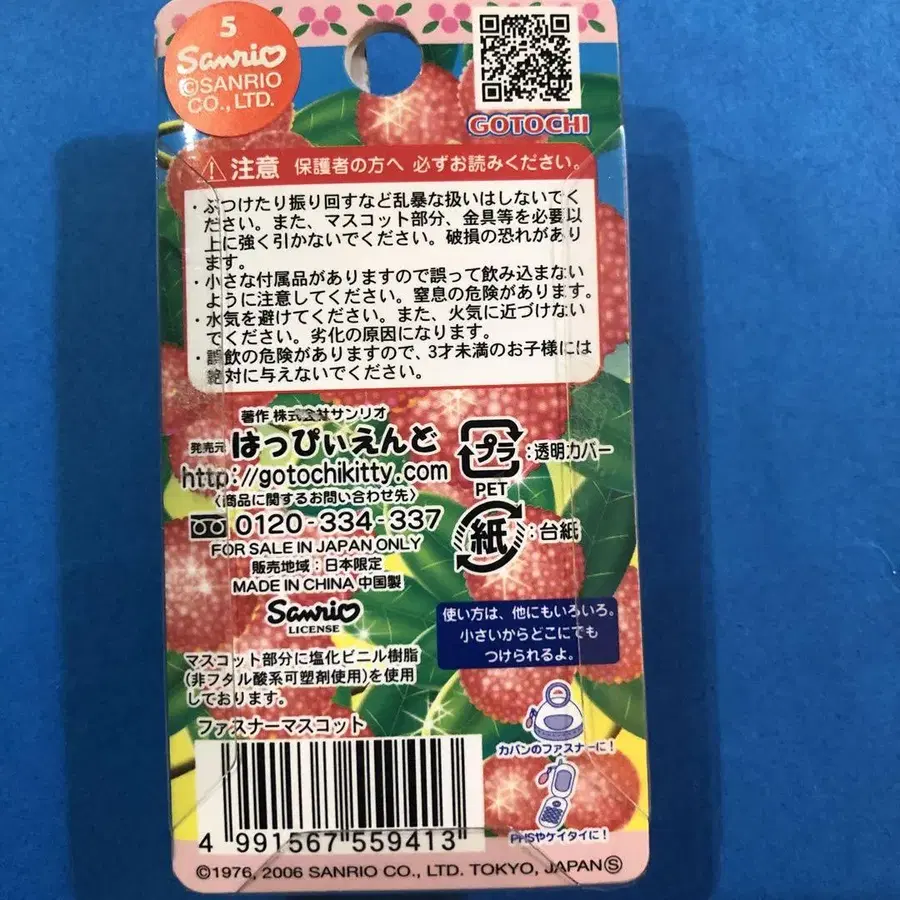 5
Sanrio
©SANRIO
CO., LTD.
GOTOCHI
注意 保護者の方へ 必ずお読みください。
・ぶつけたり振り回すなど乱暴な扱いはしないでく
ださい。また、マスコット部分、金具等を必要以
上に強く引かないでください。破損の恐れがあり
ます。
・小さな付属品がありますので誤って飲み込まない
ように注意してください。窒息の危険があります。
・水気を避けてください。また、火気に近づけない
でください。劣化の原因になります。
・誤飲の危険がありますので、3才未満のお子様には
絶対に与えないでください。
著作 株式会社サンリオ
発売元 はっぴぃえんど
http://gotochikitty.com
〈商品に関するお問い合わせ先〉
0120-334-337
FOR SALE IN JAPAN ONLY
販売地域:日本限定
MADE IN CHINA 中国製
Sanrio
LICENSE
プラ:透明カバー
PET
紙:台紙
マスコット部分に塩化ビニル樹脂
(非フタル酸系可塑剤使用)を使用
しております。
ファスナーマスコット
使い方は、他にもいろいろ。
小さいからどこにでも
つけられるよ。
カバンのファスナーに!
PHSやケイタイに!
4 991567 559413
©1976, 2006 SANRIO CO., LTD. TOKYO, JAPAN Ⓢ